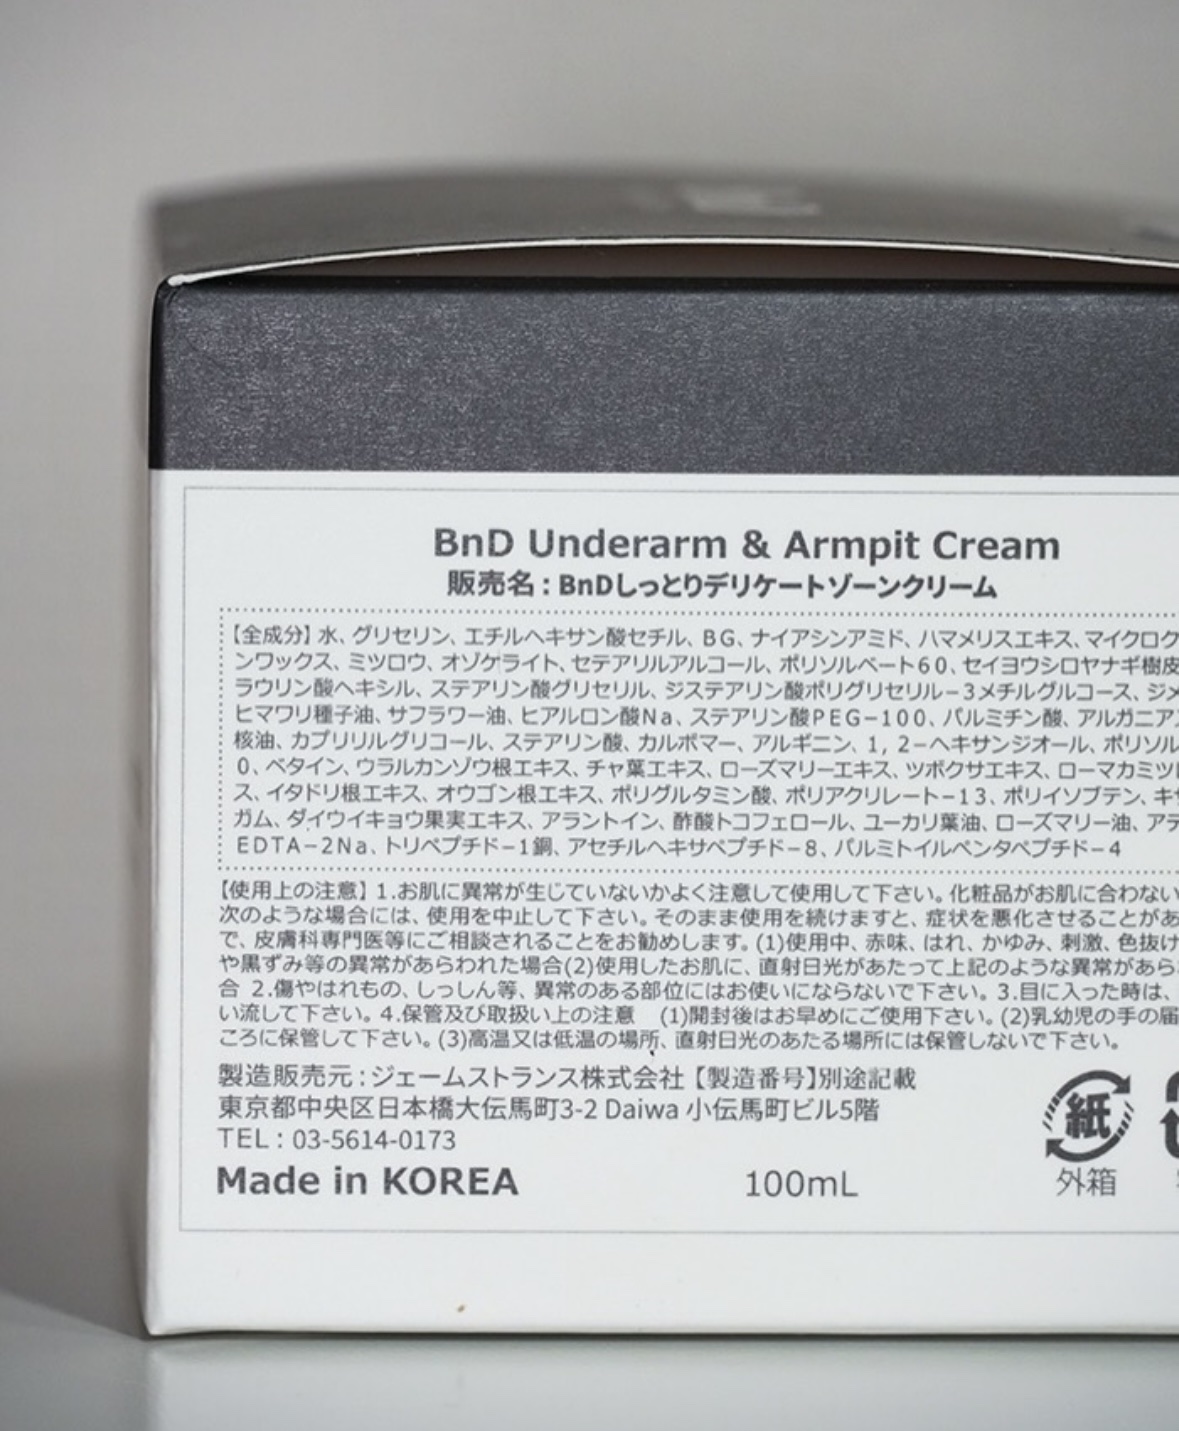 BnD Underarm & Armpit Cream
販売名：BnDしっとりデリケートゾーンクリーム
【全成分】水、グリセリン、エチルヘキサン酸セチル、BG、ナイアシンアミド、ハマメリスエキス、マイクロク
ンワックス、ミツロウ、オゾケライト、セテアリルアルコール、ポリソルベート60、セイヨウシロヤナギ樹皮
ラウリン酸ヘキシル、ステアリン酸グリセリル、ジステアリン酸ポリグリセリル－3メチルグルコース、ジメ
ヒマワリ種子油、サフラワー油、ヒアルロン酸Na、ステアリン酸PEG－100、パルミチン酸、アルガニア
核油、カプリリルグリコール、ステアリン酸、カルボマー、アルギニン、1，2－ヘキサンジオール、ポリソル
0、ベタイン、ウラルカンゾウ根エキス、チャ葉エキス、ローズマリーエキス、ツボクサエキス、ローマカミツ
ス、イタドリ根エキス、オウゴン根エキス、ポリグルタミン酸、ポリアクリレート－13、ポリイソブテン、キサ
ガム、ダイウイキョウ果実エキス、アラントイン、酢酸トコフェロール、ユーカリ葉油、ローズマリー油、アデ
EDTA－2Na、トリペプチド－1銅、アセチルヘキサペプチド－8、パルミトイルペンタペプチド－4
【使用上の注意】1.お肌に異常が生じていないかよく注意して使用して下さい。化粧品がお肌に合わない
次のような場合には、使用を中止して下さい。そのまま使用を続けますと、症状を悪化させることがあ
で、皮膚科専門医等にご相談されることをお勧めします。(1)使用中、赤味、はれ、かゆみ、刺激、色抜け
や黒ずみ等の異常があらわれた場合(2)使用したお肌に、直射日光があたって上記のような異常があら
合 2.傷やはれもの、しっしん等、異常のある部位にはお使いにならないで下さい。3.目に入った時は、
い流して下さい。4.保管及び取扱い上の注意　(1)開封後はお早めにご使用下さい。(2)乳幼児の手の届
ころに保管して下さい。(3)高温又は低温の場所、直射日光のあたる場所には保管しないで下さい。
製造販売元：ジェームストランス株式会社【製造番号】別途記載
東京都中央区日本橋大伝馬町3-2 Daiwa 小伝馬町ビル5階
TEL：03-5614-0173
Made in KOREA 100mL
紙
外箱